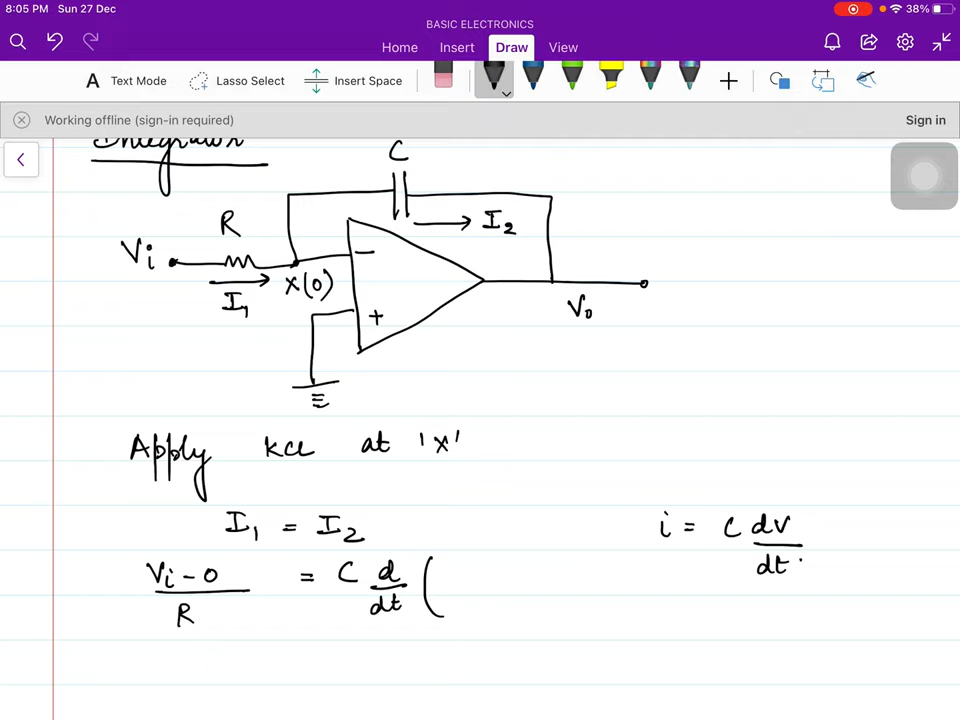 8:05 PM Sun 27 Dec
38%
BASIC ELECTRONICS
Home Insert Draw View
A Text Mode Lasso Select Insert Space
Working offline (sign-in required) Sign in
Integrator
C
R
I₂
Vi
−
X(0)
I₁
+
V₀
Apply KCL at 'x'
I₁ = I₂
i = C dv/dt
Vi - 0/R = C d/dt (